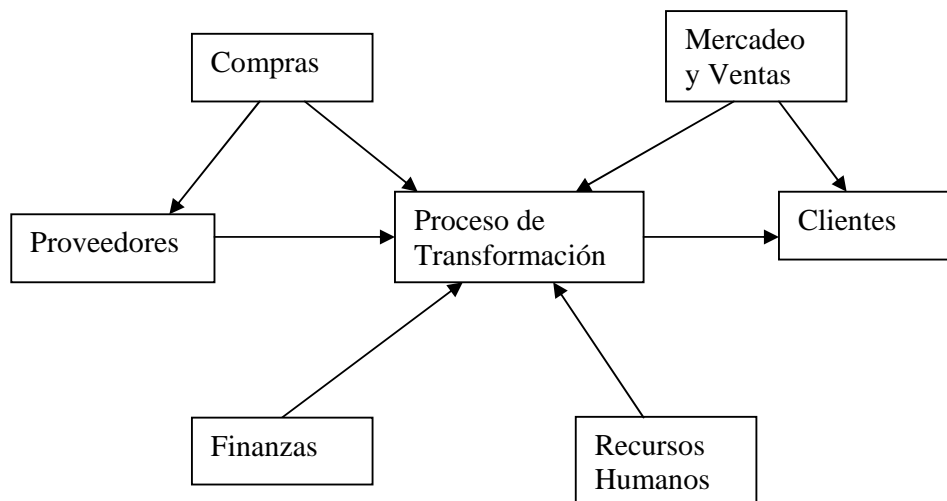 Compras
Mercadeo
y Ventas
Proveedores
Proceso de
Transformación
Clientes
Finanzas
Recursos
Humanos